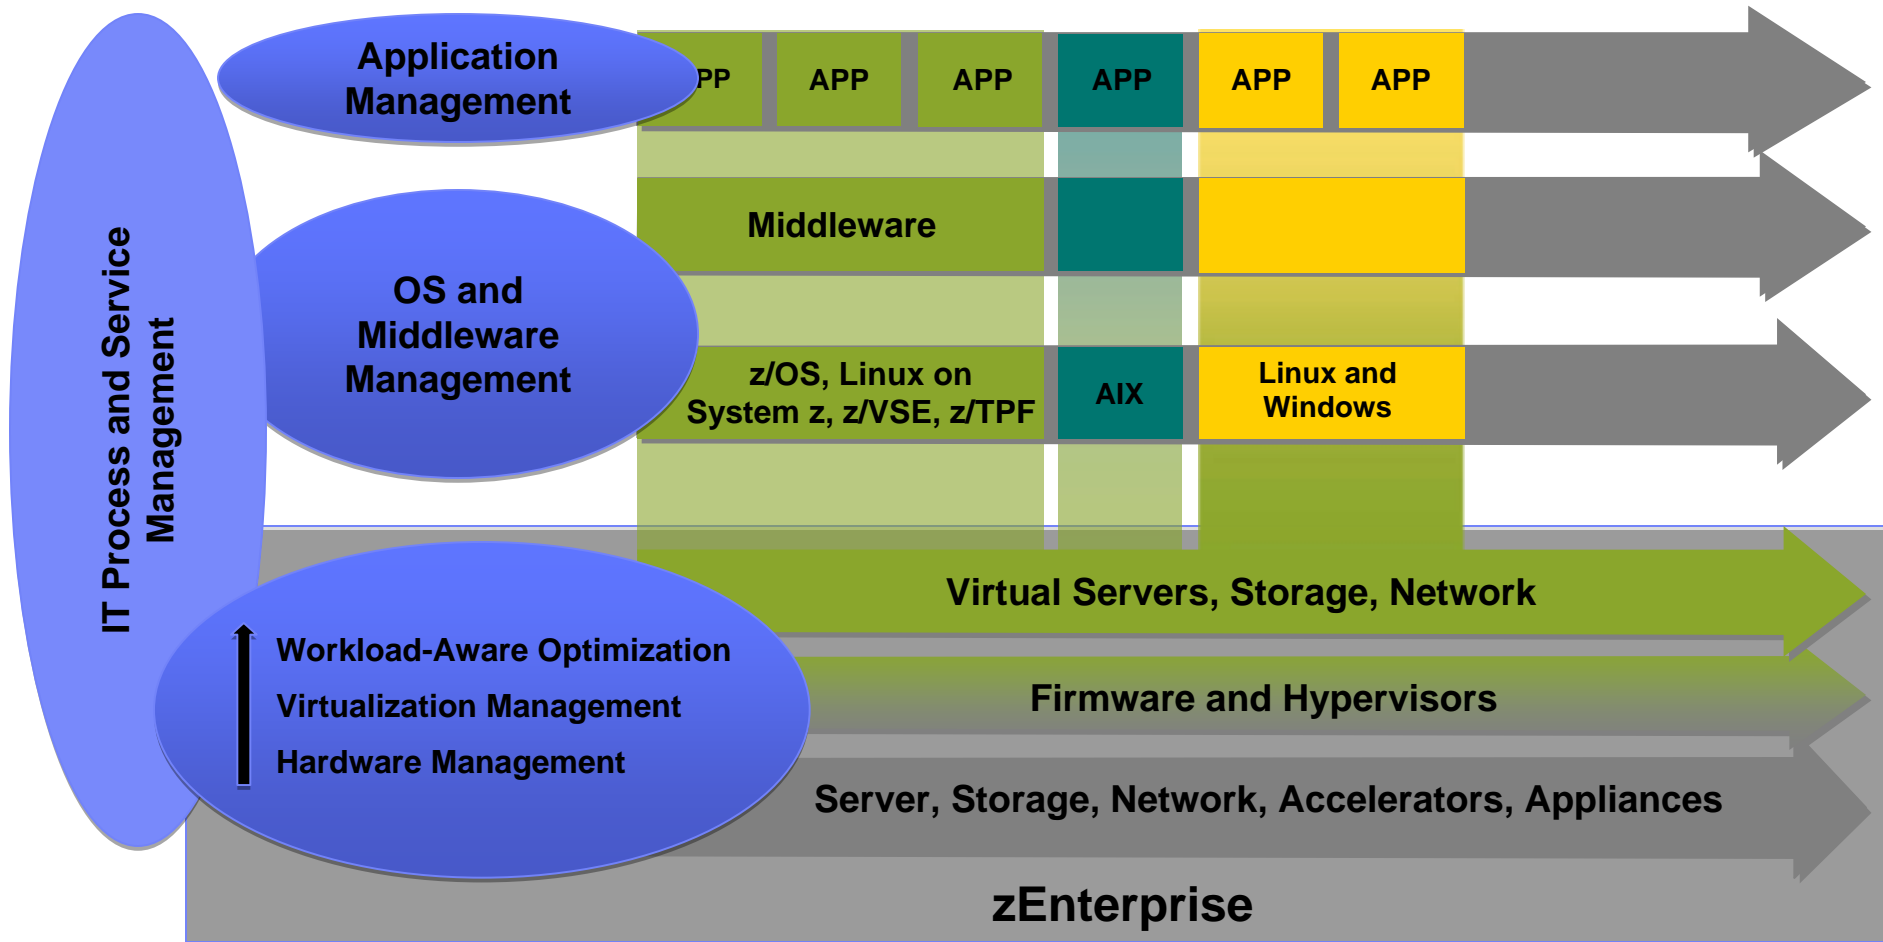 Application
Management
PP
APP
APP
APP
APP
APP
IT Process and Service
Management
OS and
Middleware
Management
Middleware
z/OS, Linux on
System z, z/VSE, z/TPF
AIX
Linux and
Windows
Workload-Aware Optimization
Virtualization Management
Hardware Management
Virtual Servers, Storage, Network
Firmware and Hypervisors
Server, Storage, Network, Accelerators, Appliances
zEnterprise